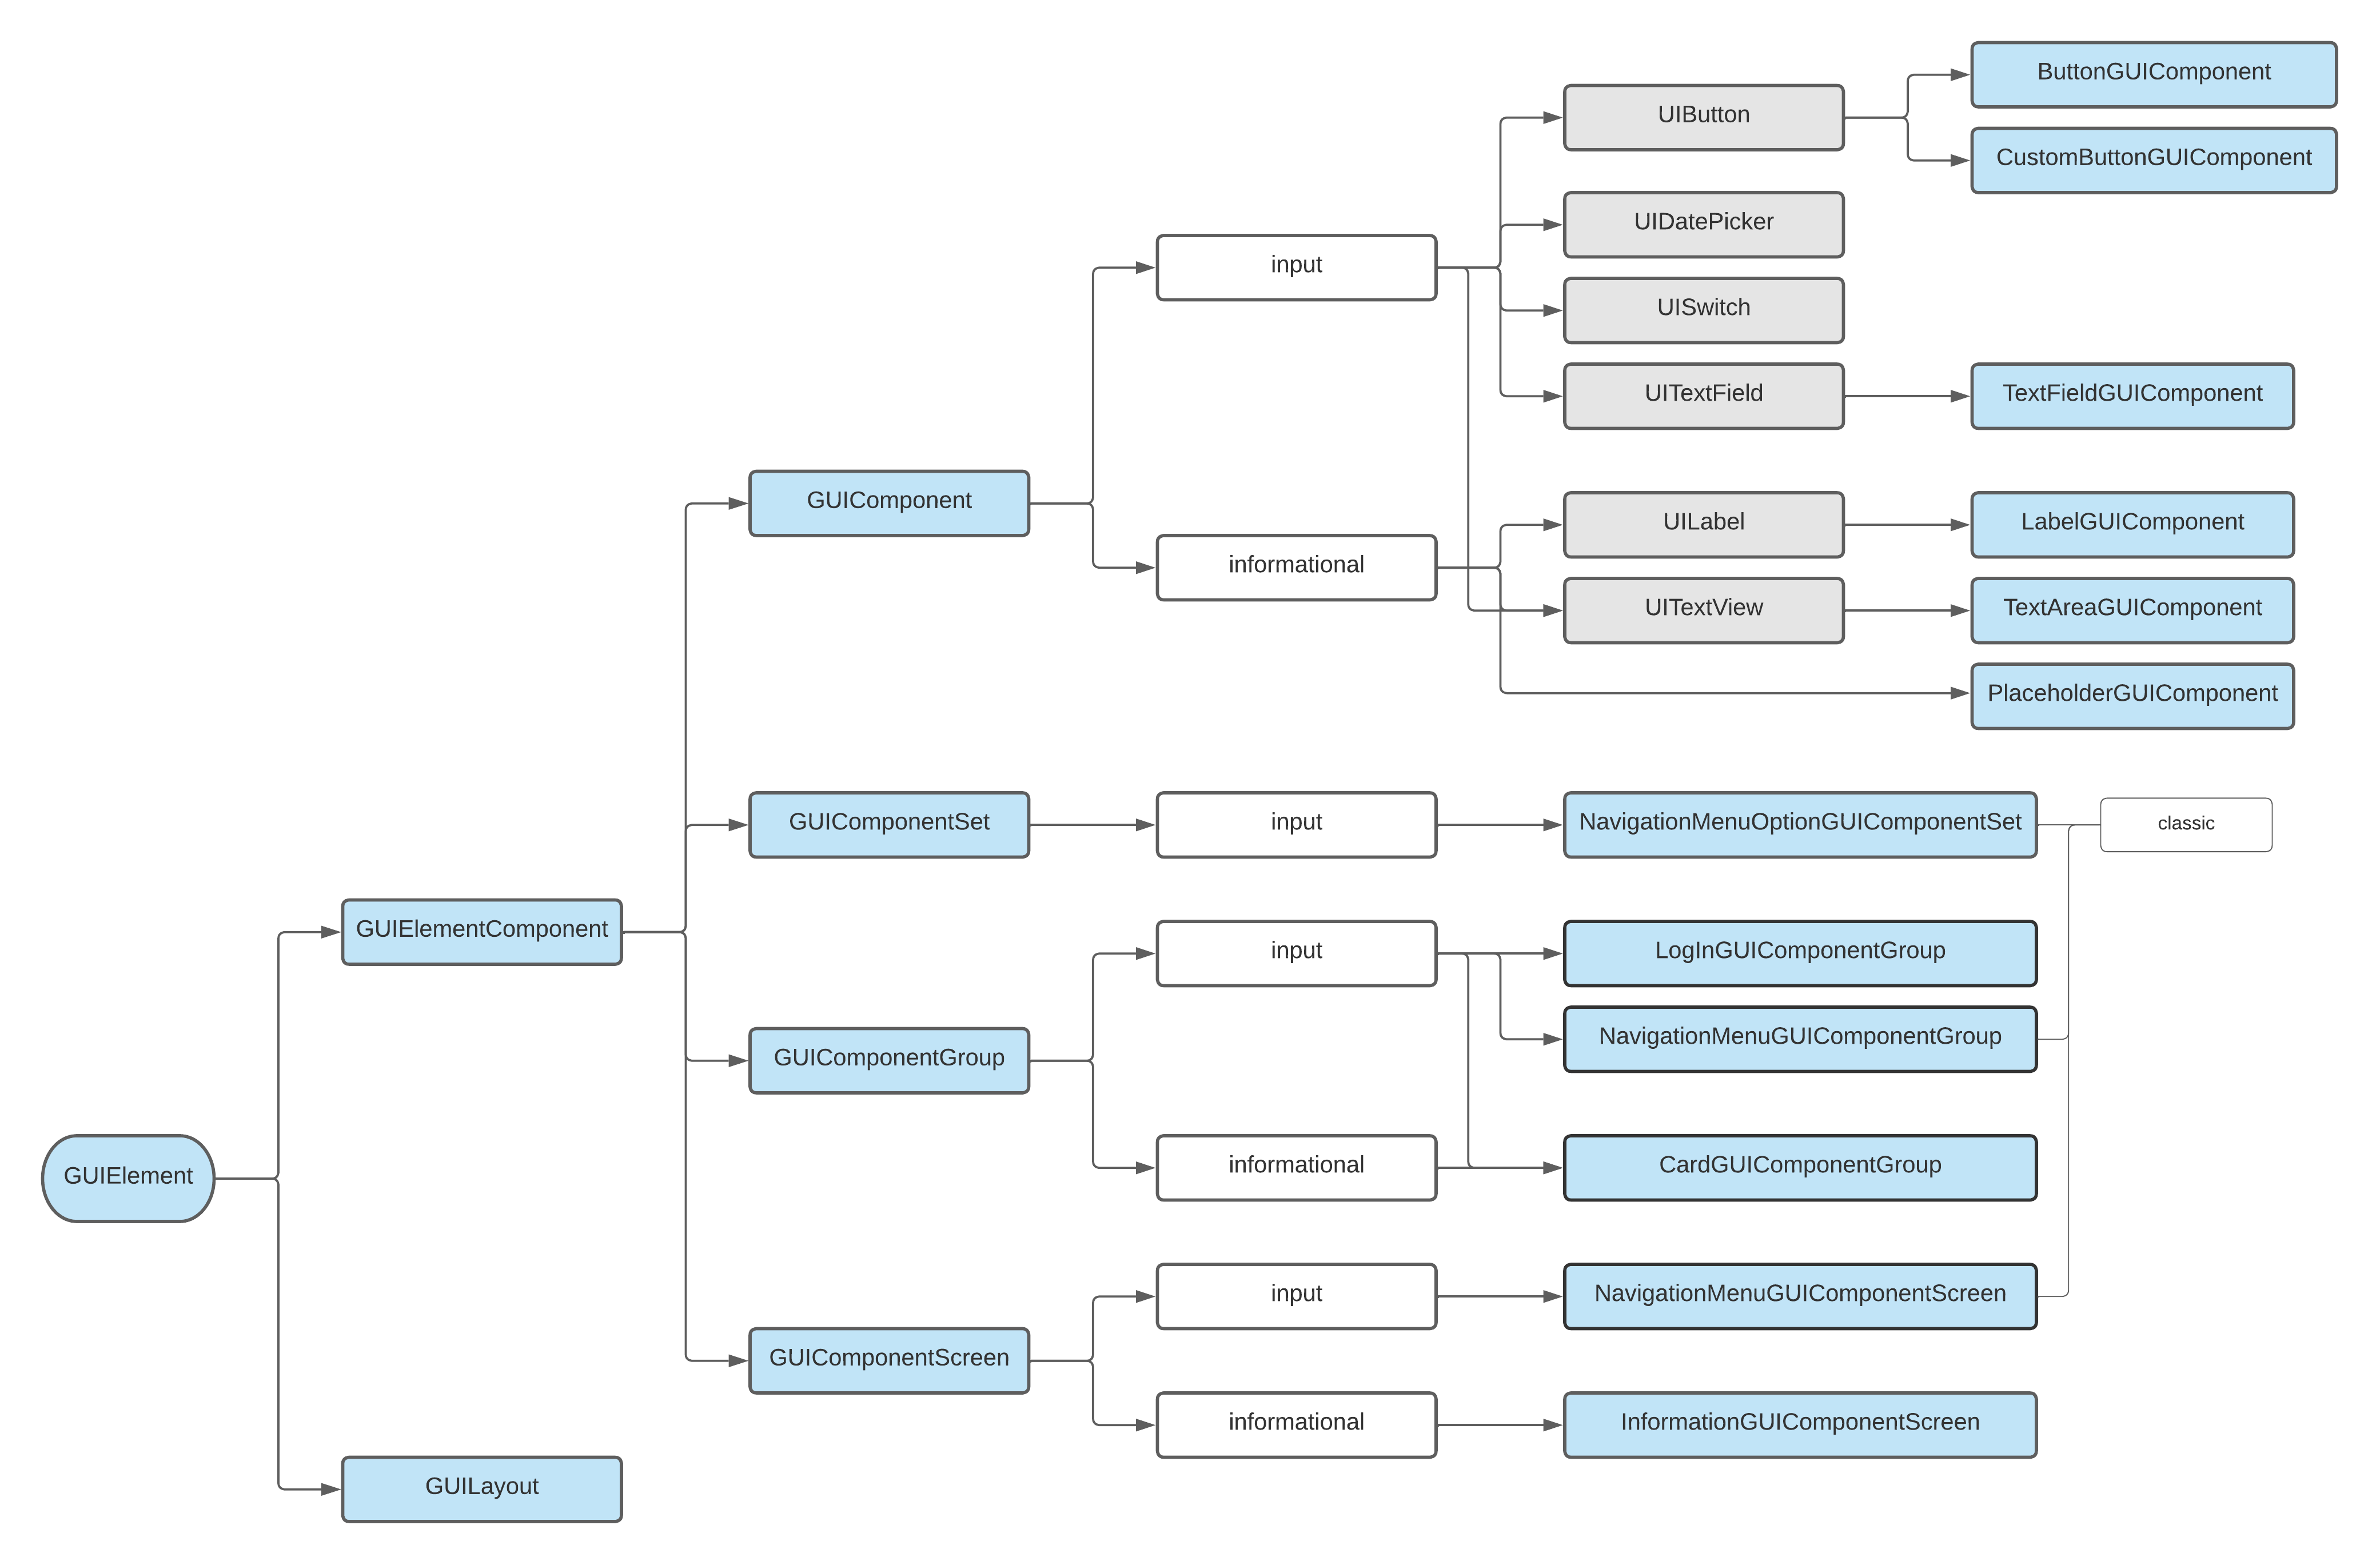 ButtonGUIComponent
UIButton
CustomButtonGUIComponent
UIDatePicker
input
UISwitch
UITextField
TextFieldGUIComponent
GUIComponent
UILabel
LabelGUIComponent
informational
UITextView
TextAreaGUIComponent
PlaceholderGUIComponent
GUIComponentSet
input
NavigationMenuOptionGUIComponentSet
classic
GUIElementComponent
input
LogInGUIComponentGroup
NavigationMenuGUIComponentGroup
GUIComponentGroup
informational
CardGUIComponentGroup
GUIElement
input
NavigationMenuGUIComponentScreen
GUIComponentScreen
informational
InformationGUIComponentScreen
GUILayout